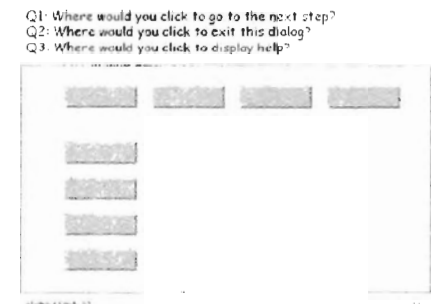 Q1: Where would you click to go to the next step?
Q2: Where would you click to exit this dialog?
Q3. Where would you click to display help?